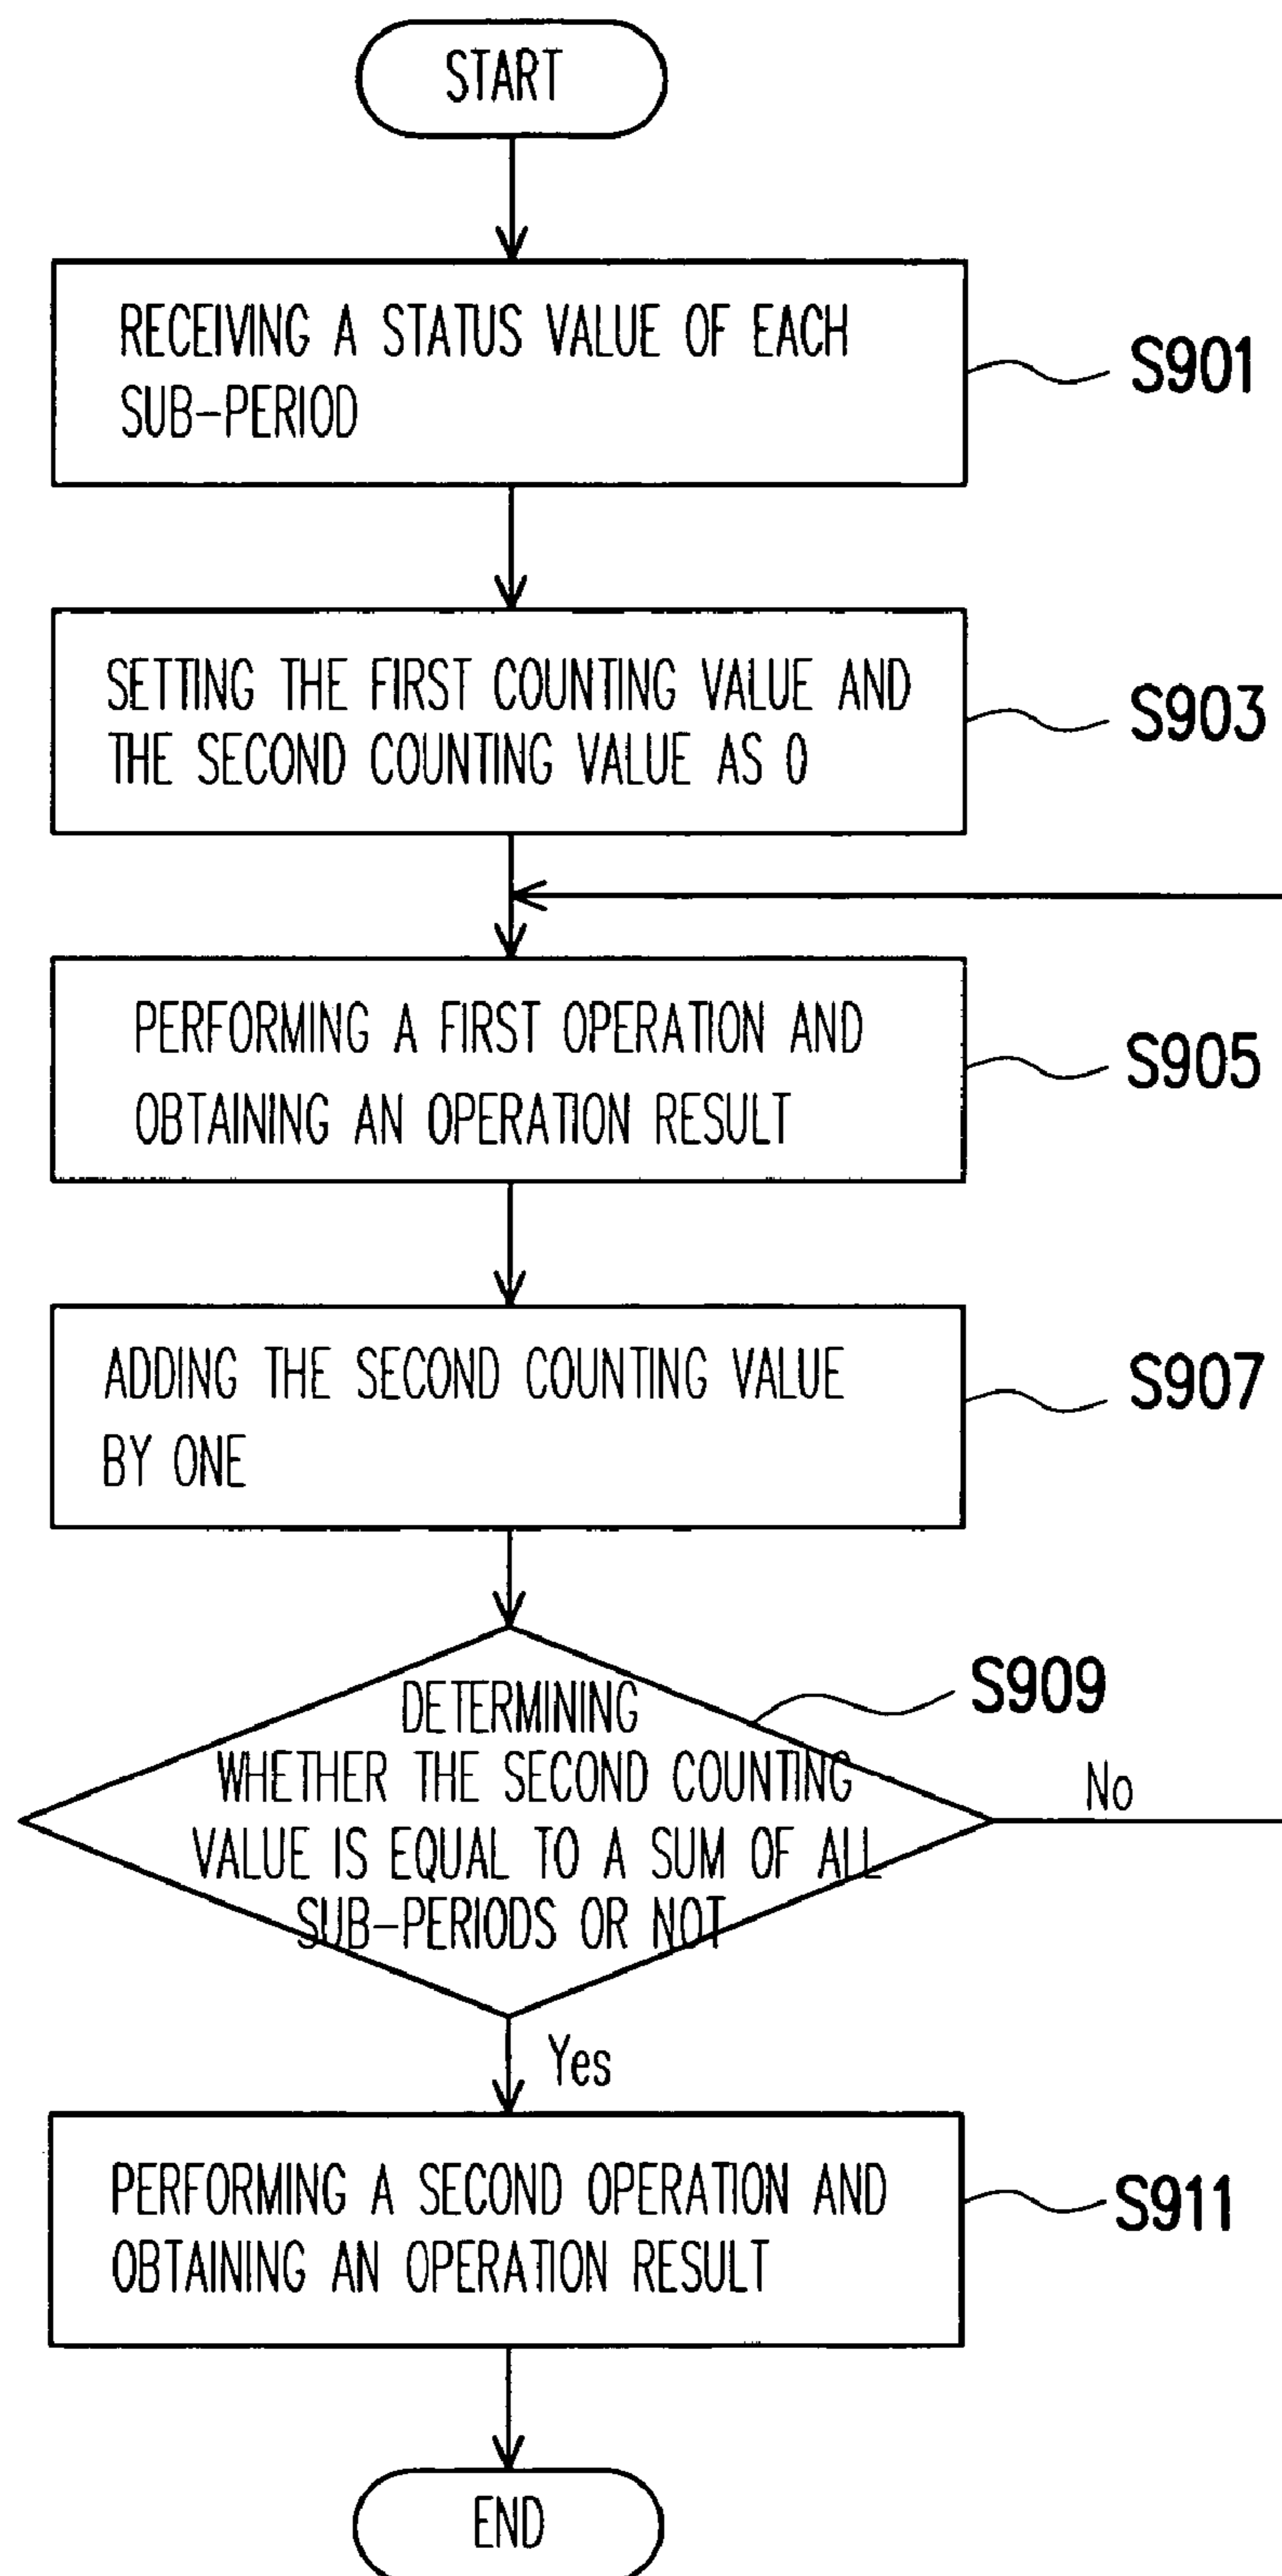 START
RECEIVING A STATUS VALUE OF EACH
SUB-PERIOD
S901
SETTING THE FIRST COUNTING VALUE AND
THE SECOND COUNTING VALUE AS 0
S903
PERFORMING A FIRST OPERATION AND
OBTAINING AN OPERATION RESULT
S905
ADDING THE SECOND COUNTING VALUE
BY ONE
S907
DETERMINING
WHETHER THE SECOND COUNTING
VALUE IS EQUAL TO A SUM OF ALL
SUB-PERIODS OR NOT
S909
No
Yes
PERFORMING A SECOND OPERATION AND
OBTAINING AN OPERATION RESULT
S911
END